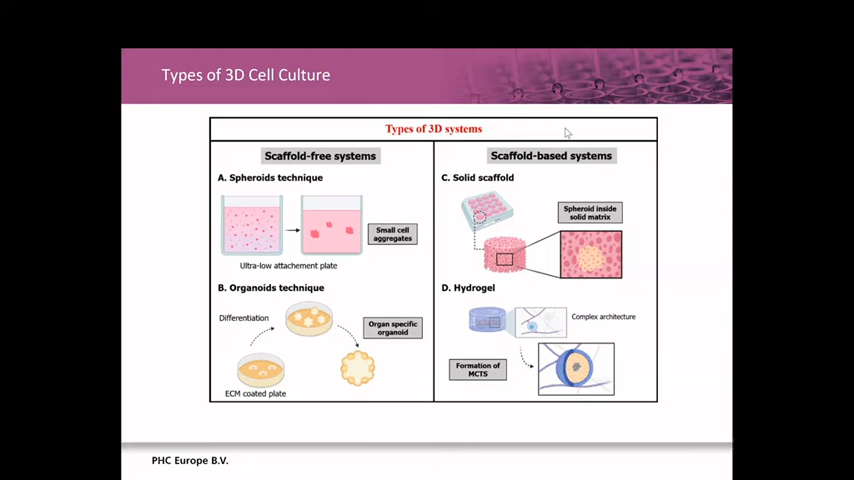 Types of 3D Cell Culture
Types of 3D systems
Scaffold-free systems
A. Spheroids technique
Small cell
aggregates
Ultra-low attachement plate
B. Organoids technique
Differentiation
Organ specific
organoid
ECM coated plate
Scaffold-based systems
C. Solid scaffold
Spheroid inside
solid matrix
D. Hydrogel
Complex architecture
Formation of
MCTS
PHC Europe B.V.